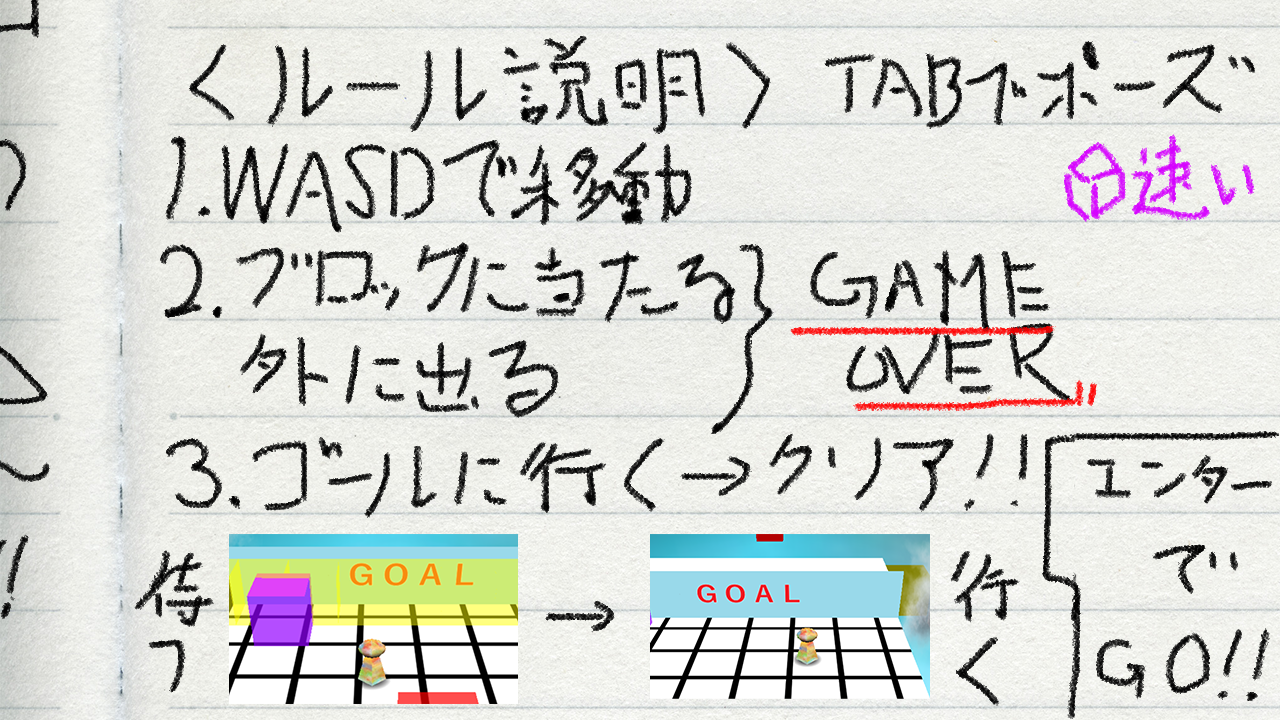 <ルール説明> TABでポーズ
1.WASDで移動
速い
2.ブロックに当たる
外に出る
GAME
OVER
3.ゴールに行く→クリア!!
エンター
で
GO!!
待
つ
GOAL
→
GOAL
行
く